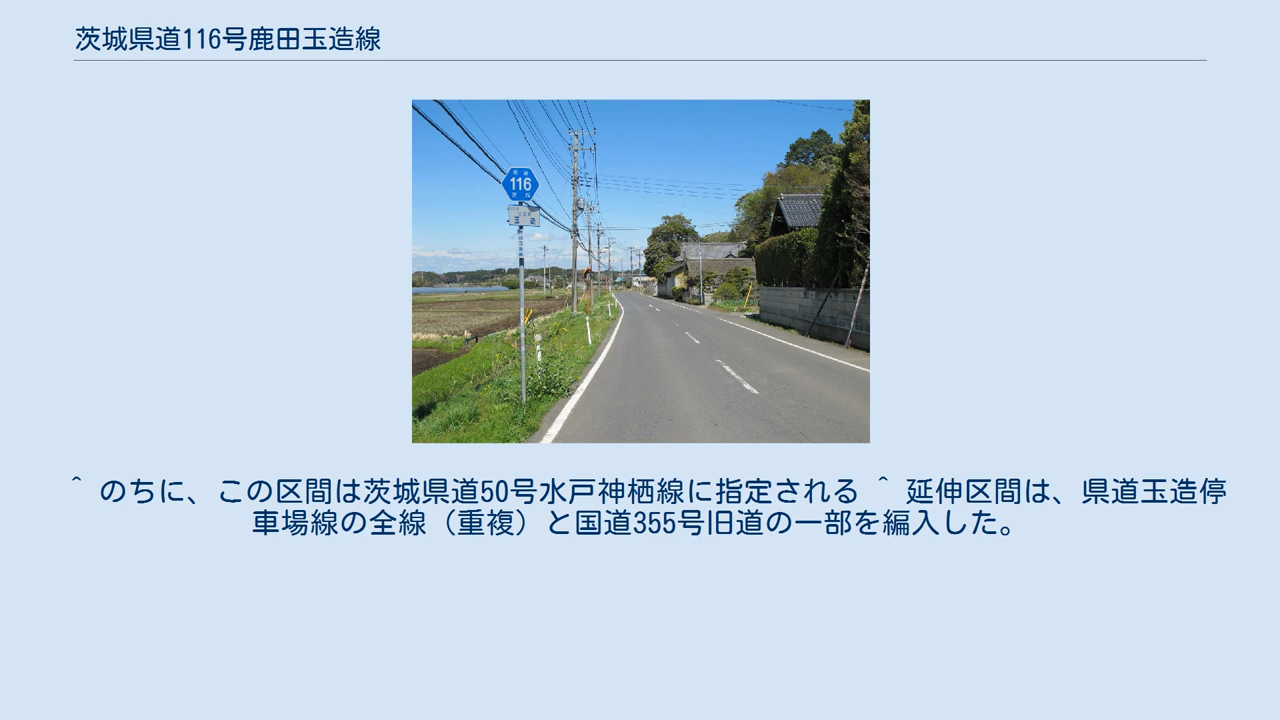 茨城県道116号鹿田玉造線
116
^ のちに、この区間は茨城県道50号水戸神栖線に指定される ^ 延伸区間は、県道玉造停
車場線の全線（重複）と国道355号旧道の一部を編入した。